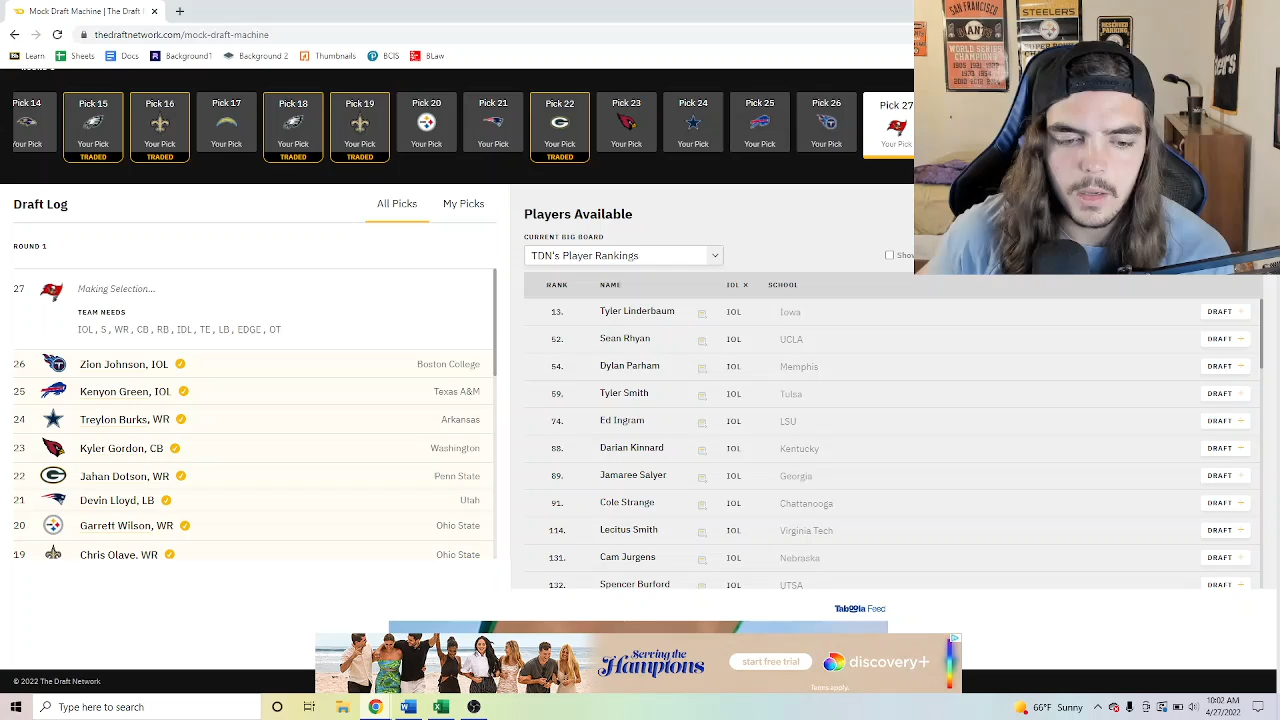 Draft Machine | The Draft
thedraftnetwork.com/mock-draft-machine
Learn Sheets Docs Background1 Background 2 Thumbnails BCIS BLaw
Pick 15 Pick 16 Pick 17 Pick 18 Pick 19 Pick 20 Pick 21 Pick 23 Pick 24 Pick 25 Pick 26 Pick 27
Your Pick Your Pick Your Pick Your Pick Your Pick Your Pick Your Pick Your Pick Your Pick Your Pick Your Pick Your Pick Your Pick
TRADED TRADED TRADED TRADED TRADED
Draft Log
All Picks My Picks
ROUND 1
27 Making Selection...
TEAM NEEDS
IOL , S , WR , CB , RB , IDL , TE , LB , EDGE , OT
26 Zion Johnson, IOL Boston College
25 Kenyon Green, IOL Texas A&M
24 Treylon Burks, WR Arkansas
23 Kyler Gordon, CB Washington
22 Jahan Dotson, WR Penn State
21 Devin Lloyd, LB Utah
20 Garrett Wilson, WR Ohio State
19 Chris Olave, WR Ohio State
Players Available
CURRENT BIG BOARD
TDN's Player Rankings
Show
RANK NAME IOL × SCHOOL
13. Tyler Linderbaum IOL Iowa DRAFT
52. Sean Rhyan IOL UCLA DRAFT
54. Dylan Parham IOL Memphis DRAFT
59. Tyler Smith IOL Tulsa DRAFT
74. Ed Ingram IOL LSU DRAFT
88. Darian Kinnard IOL Kentucky DRAFT
89. Jamaree Salyer IOL Georgia DRAFT
91. Cole Strange IOL Chattanooga DRAFT
114. Lecitus Smith IOL Virginia Tech DRAFT
131. Cam Jurgens IOL Nebraska DRAFT
132. Spencer Burford IOL UTSA DRAFT
Taboola Feed
Serving the
Hamptons
start free trial
discovery+
Terms apply.
© 2022 The Draft Network
Type here to search
66°F Sunny
10:02 AM
4/27/2022
SAN FRANCISCO
GIANTS
WORLD SERIES
CHAMPIONS
STEELERS
SUPER BOWL
RESERVED
PARKING